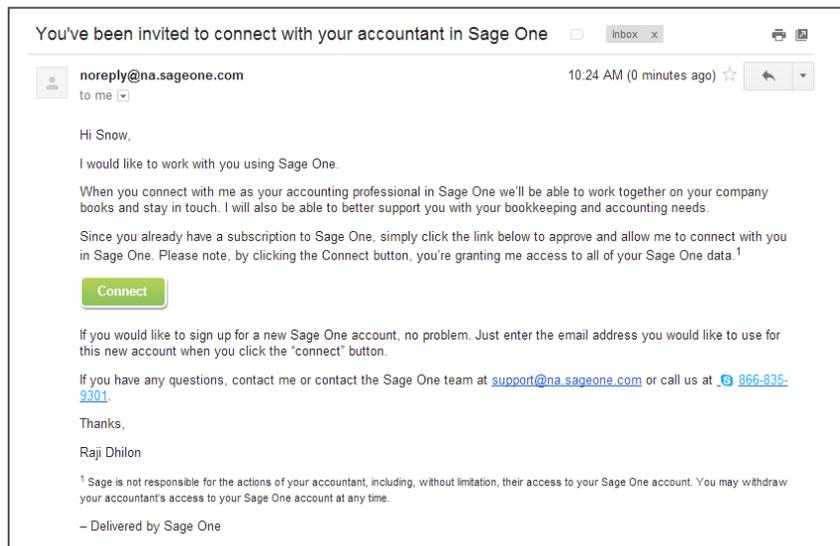 You've been invited to connect with your accountant in Sage One
Inbox x
noreply@na.sageone.com
10:24 AM (0 minutes ago)
to me
Hi Snow,
I would like to work with you using Sage One.
When you connect with me as your accounting professional in Sage One we'll be able to work together on your company
books and stay in touch. I will also be able to better support you with your bookkeeping and accounting needs.
Since you already have a subscription to Sage One, simply click the link below to approve and allow me to connect with you
in Sage One. Please note, by clicking the Connect button, you're granting me access to all of your Sage One data.1
Connect
If you would like to sign up for a new Sage One account, no problem. Just enter the email address you would like to use for
this new account when you click the “connect” button.
If you have any questions, contact me or contact the Sage One team at support@na.sageone.com or call us at 866-835-
9301.
Thanks,
Raji Dhilon
1 Sage is not responsible for the actions of your accountant, including, without limitation, their access to your Sage One account. You may withdraw
your accountant's access to your Sage One account at any time.
– Delivered by Sage One